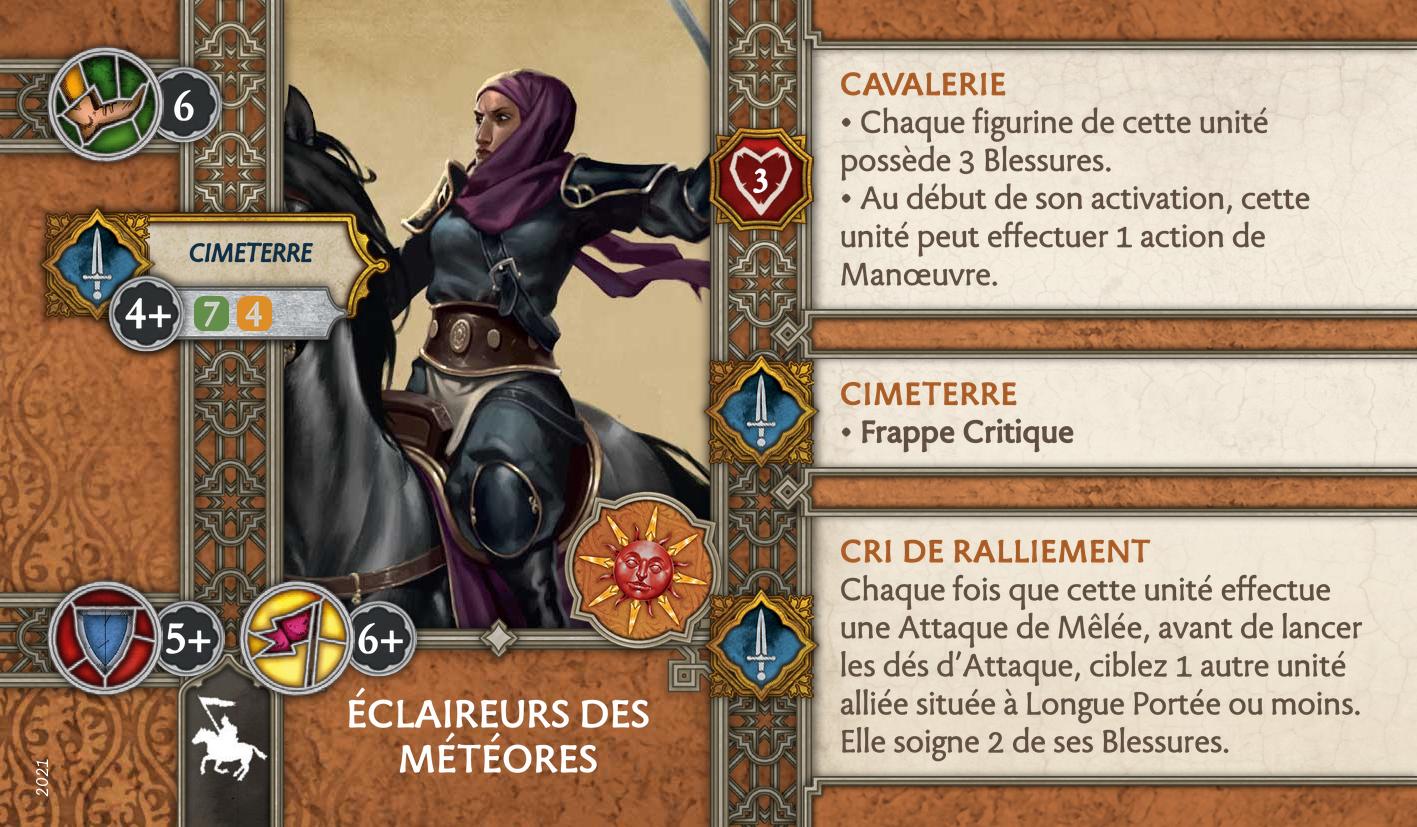 6
CIMETERRE
4+
7 4
5+
6+
ÉCLAIREURS DES
MÉTÉORES
2021
3
CAVALERIE
• Chaque figurine de cette unité
possède 3 Blessures.
• Au début de son activation, cette
unité peut effectuer 1 action de
Manœuvre.
CIMETERRE
• Frappe Critique
CRI DE RALLIEMENT
Chaque fois que cette unité effectue
une Attaque de Mêlée, avant de lancer
les dés d'Attaque, ciblez 1 autre unité
alliée située à Longue Portée ou moins.
Elle soigne 2 de ses Blessures.